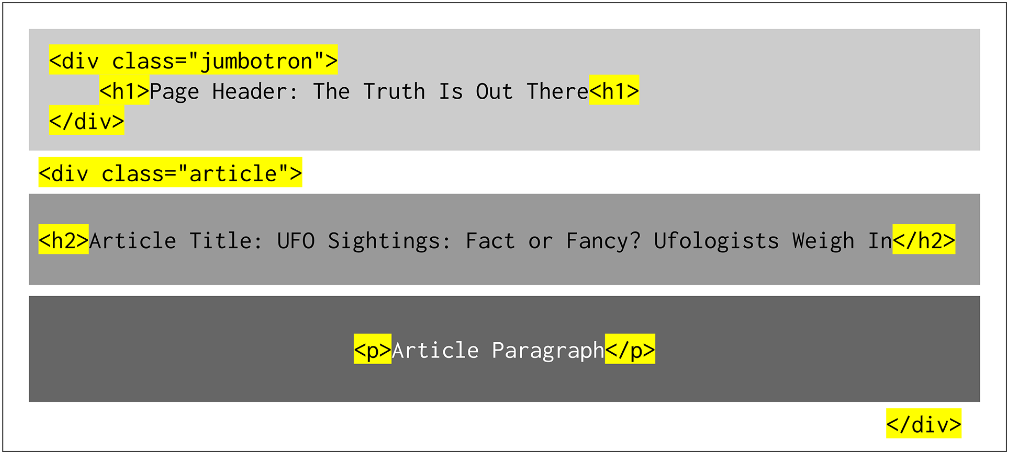 <div class="jumbotron">
<h1>Page Header: The Truth Is Out There<h1>
</div>
<div class="article">
<h2>Article Title: UFO Sightings: Fact or Fancy? Ufologists Weigh In</h2>
<p>Article Paragraph</p>
</div>